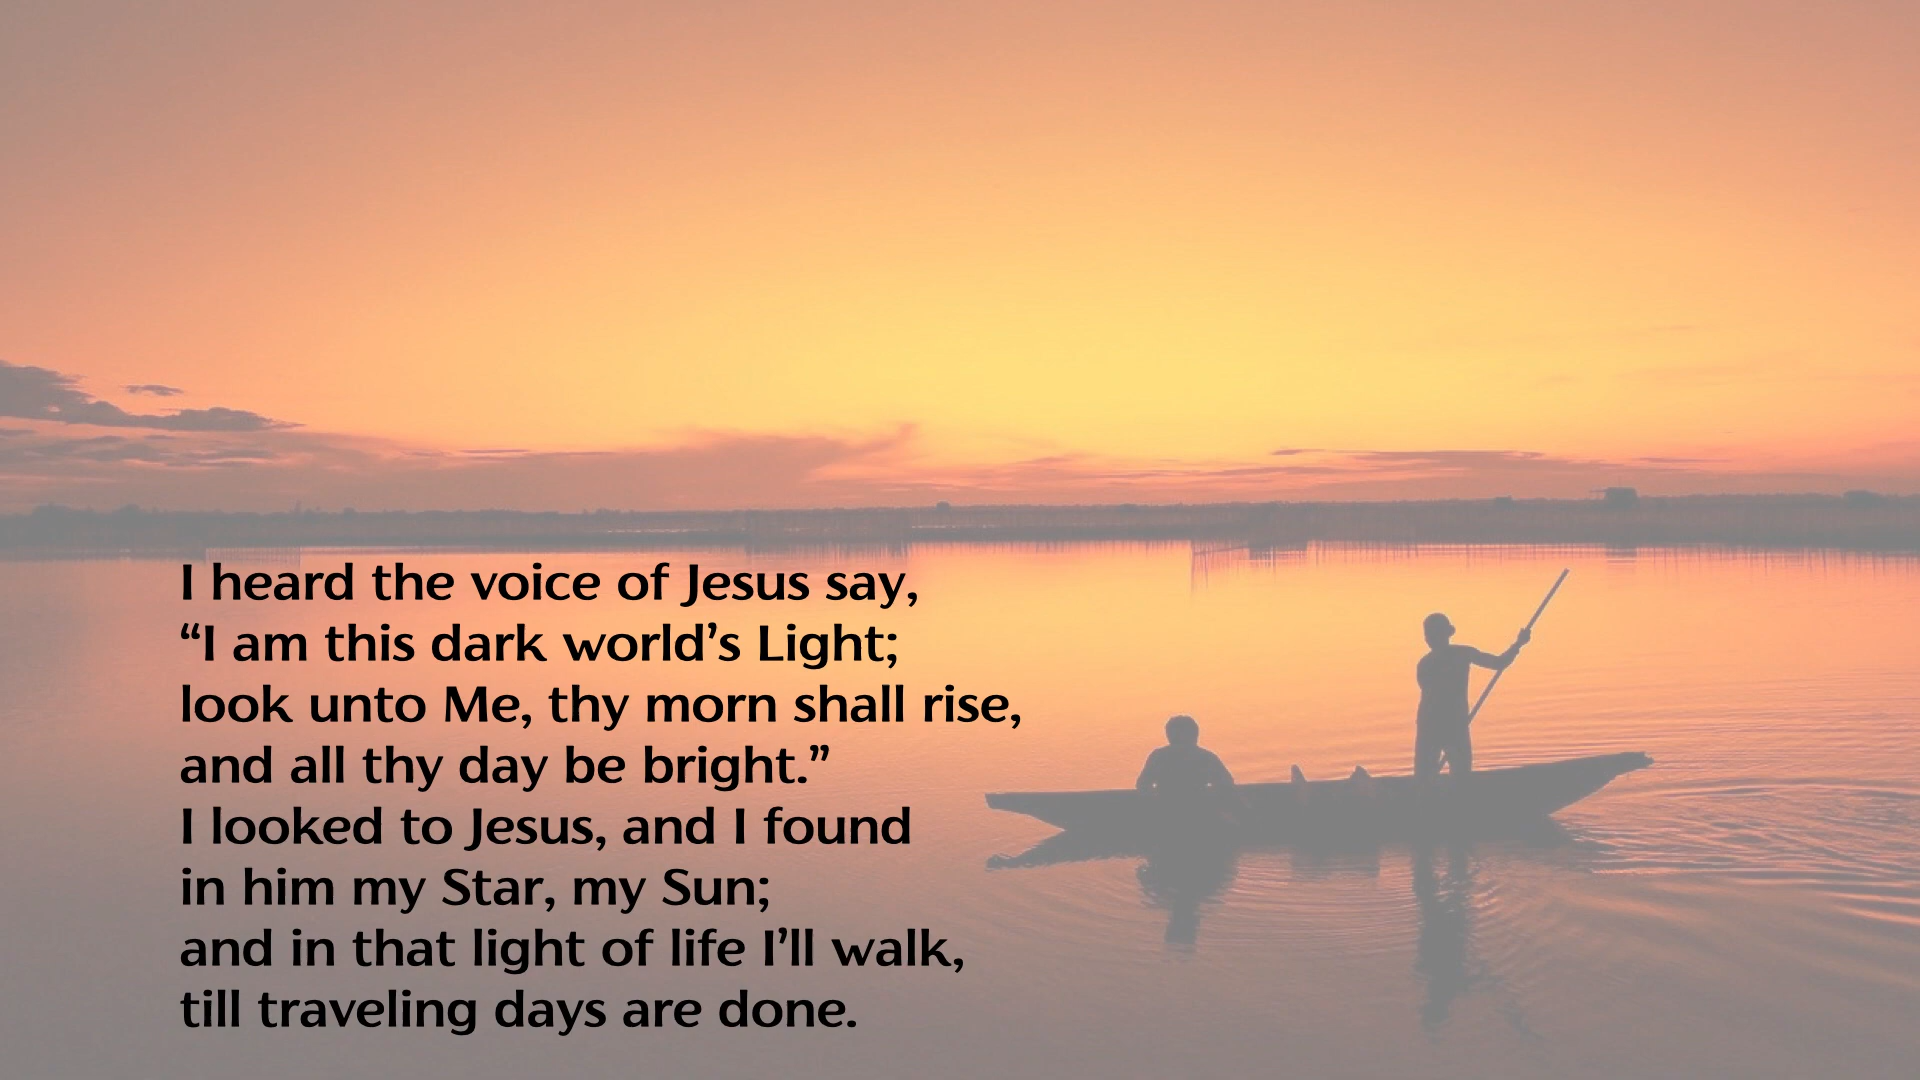 I heard the voice of Jesus say,
“I am this dark world’s Light;
look unto Me, thy morn shall rise,
and all thy day be bright.”
I looked to Jesus, and I found
in him my Star, my Sun;
and in that light of life I’ll walk,
till traveling days are done.